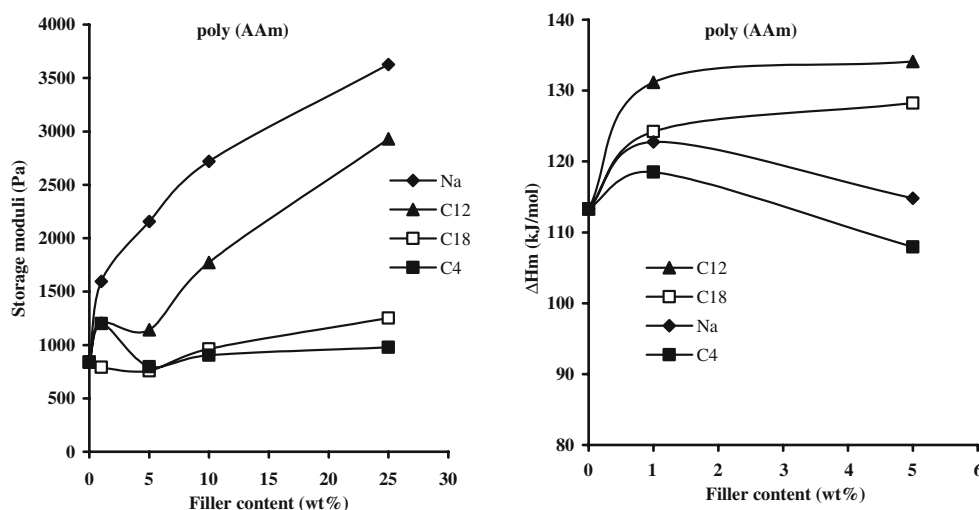 poly (AAm)
4000
3500
3000
2500
2000
1500
1000
500
0
Storage moduli (Pa)
Na
C12
C18
C4
0 5 10 15 20 25 30
Filler content (wt%)
poly (AAm)
140
130
120
110
100
90
80
ΔHm (kJ/mol)
C12
C18
Na
C4
0 1 2 3 4 5 6
Filler content (wt%)